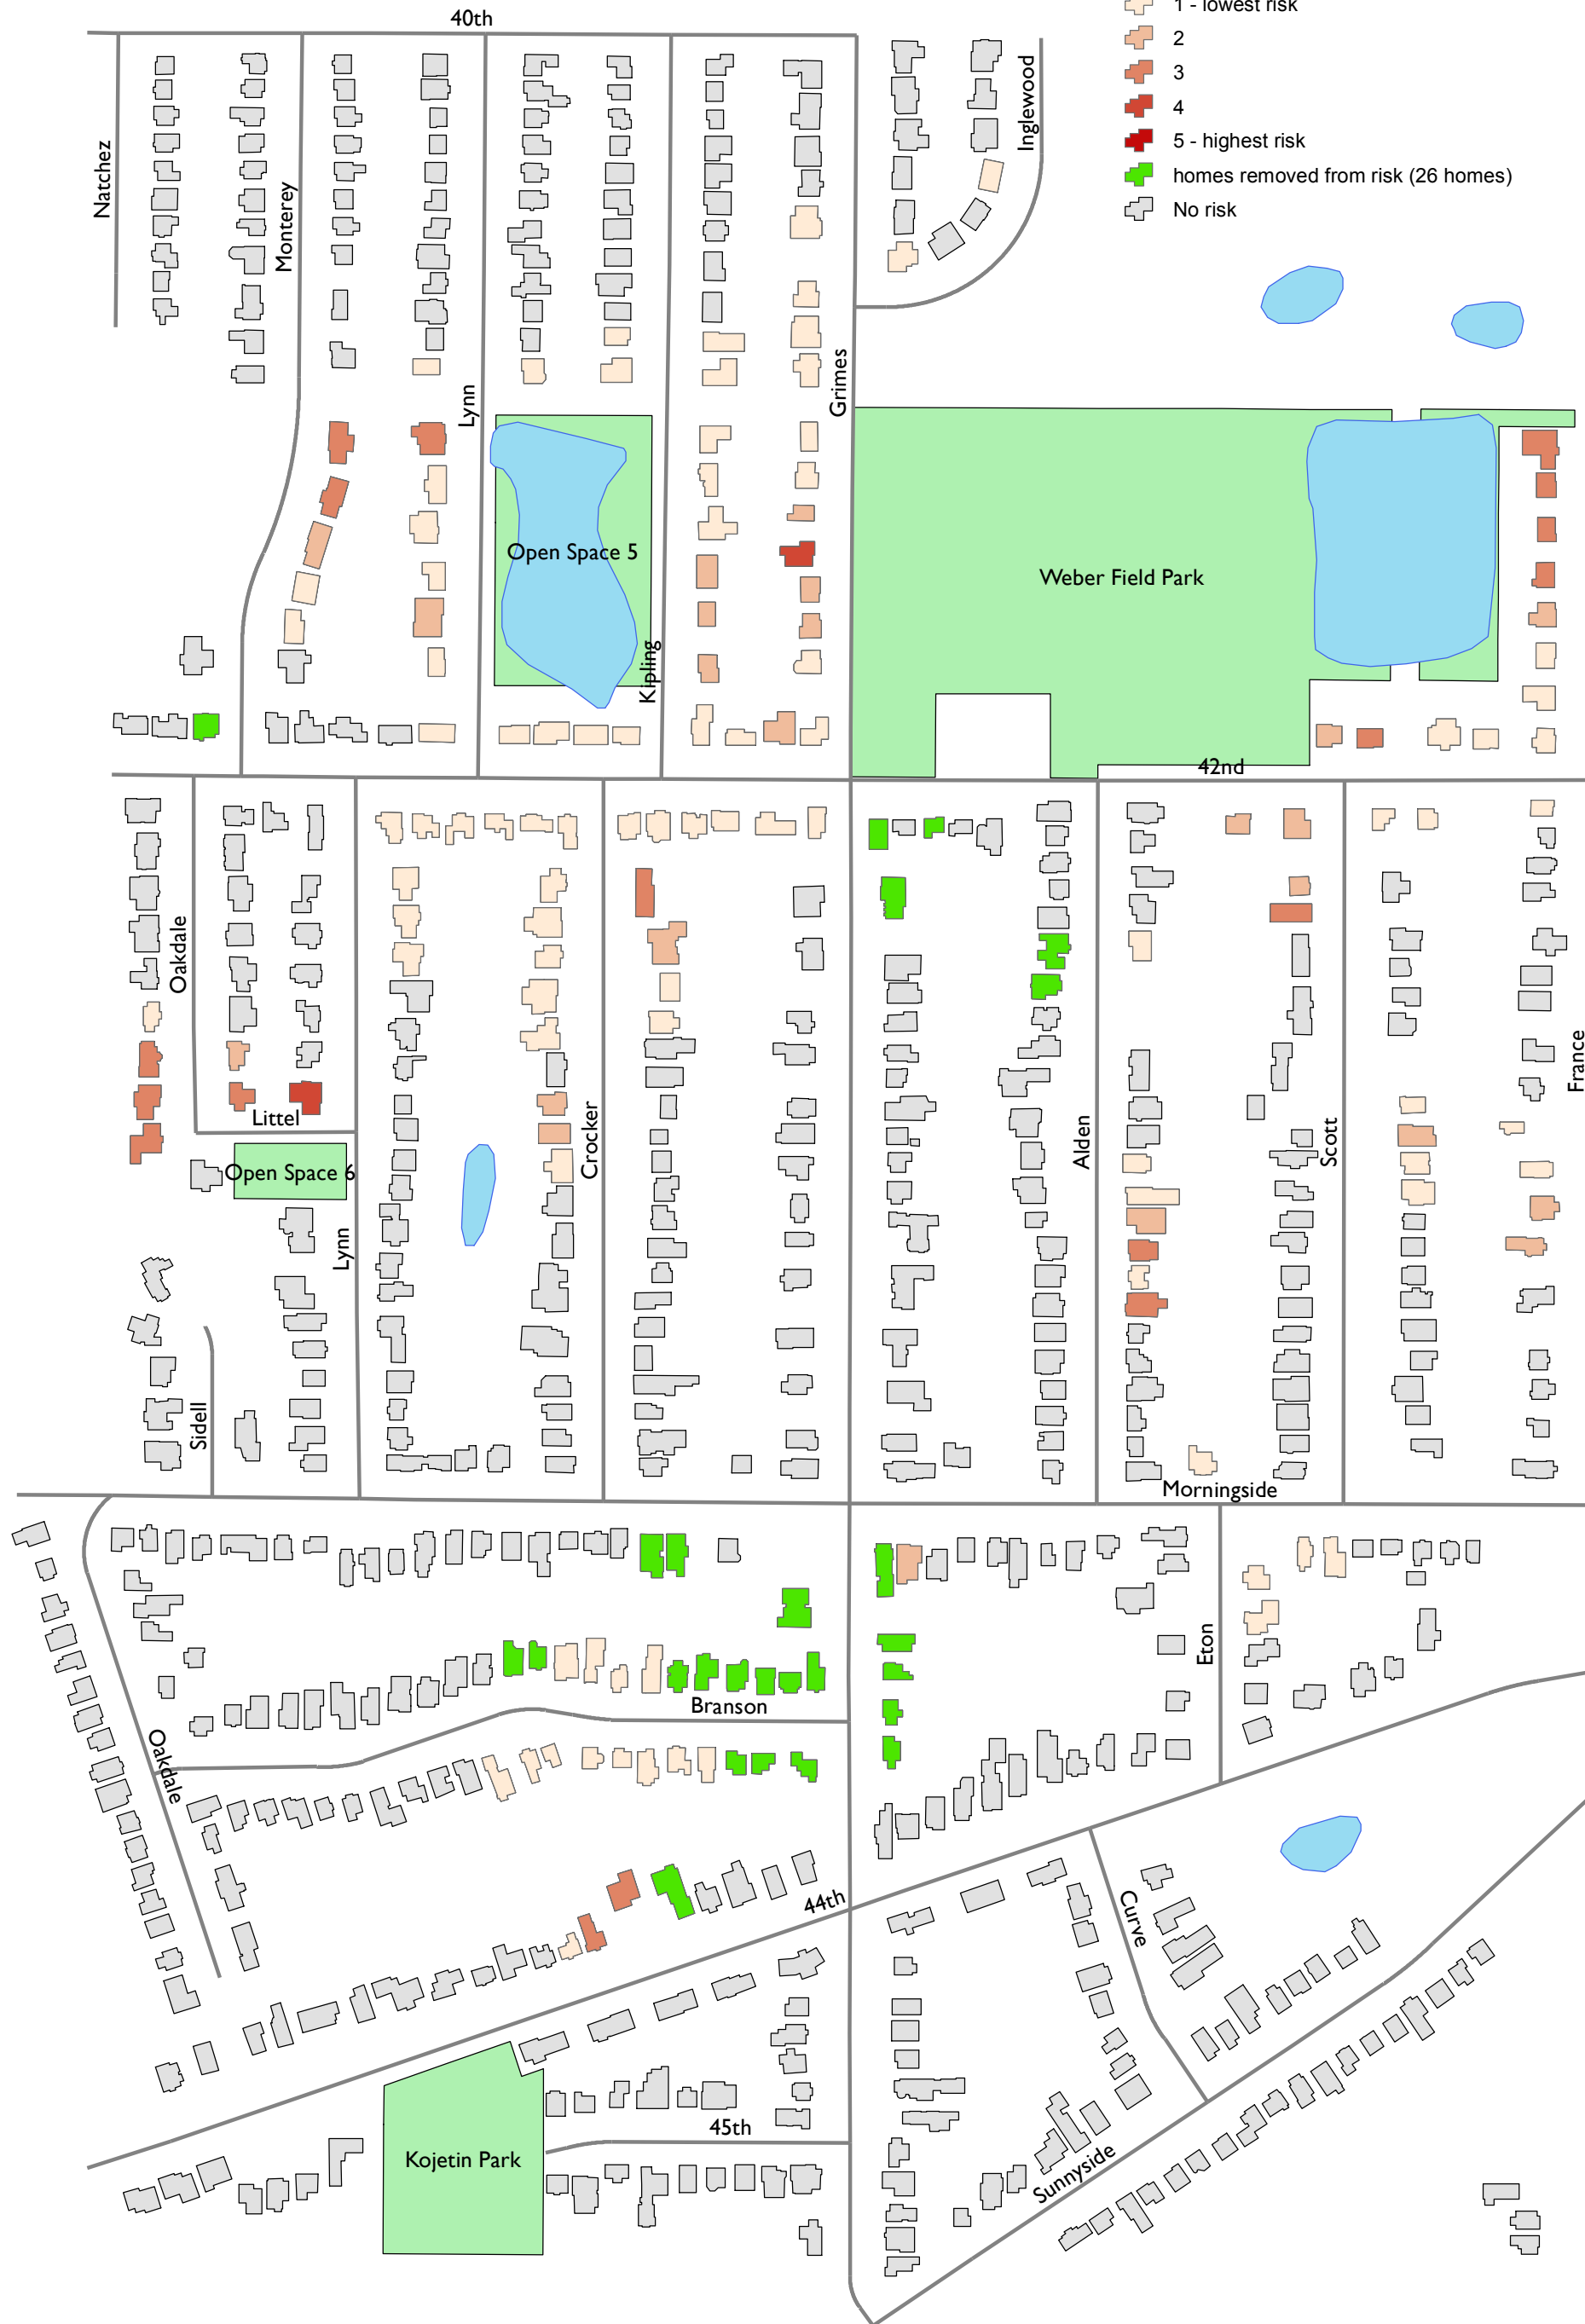 40th
1 - lowest risk
2
3
4
5 - highest risk
homes removed from risk (26 homes)
No risk
Natchez
Monterey
Inglewood
Lynn
Grimes
Open Space 5
Weber Field Park
Kipling
42nd
Oakdale
Littel
Open Space 6
Crocker
Alden
Scott
France
Lynn
Sidell
Morningside
Eton
Branson
Oakdale
44th
Curve
45th
Kojetin Park
Sunnyside